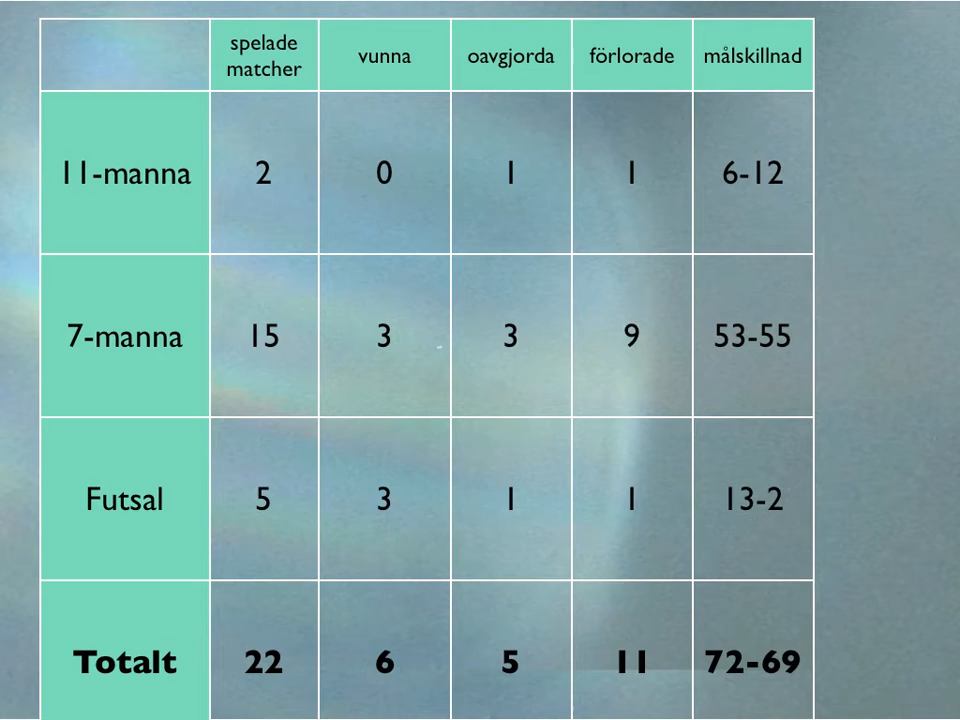 spelade matcher vunna oavgjorda förlorade målskillnad
11-manna 2 0 1 1 6-12
7-manna 15 3 3 9 53-55
Futsal 5 3 1 1 13-2
Totalt 22 6 5 11 72-69